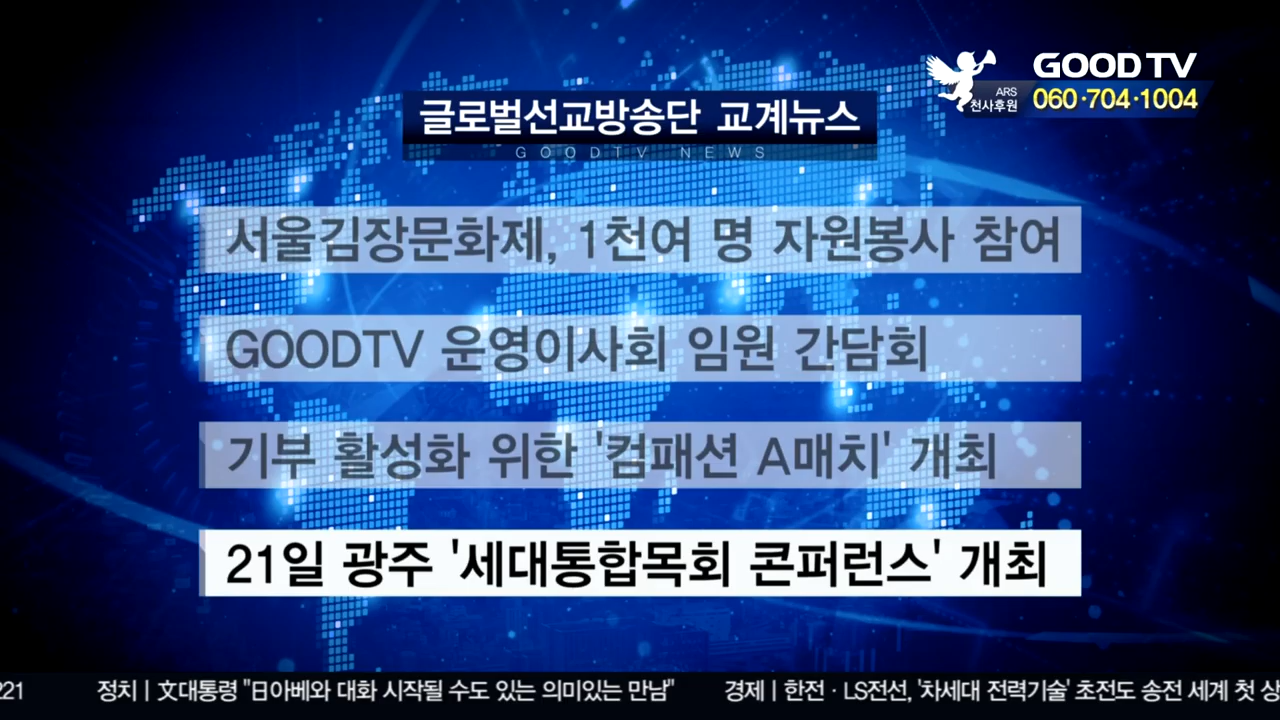 GOODTV
ARS
천사후원
060·704·1004
글로벌선교방송단 교계뉴스
GOODTV NEWS
서울김장문화제, 1천여 명 자원봉사 참여
GOODTV 운영이사회 임원 간담회
기부 활성화 위한 '컴패션 A매치' 개최
21일 광주 '세대통합목회 콘퍼런스' 개최
221 정치 | 文대통령 "日아베와 대화 시작될 수도 있는 의미있는 만남" 경제 | 한전·LS전선, '차세대 전력기술' 초전도 송전 세계 첫 상